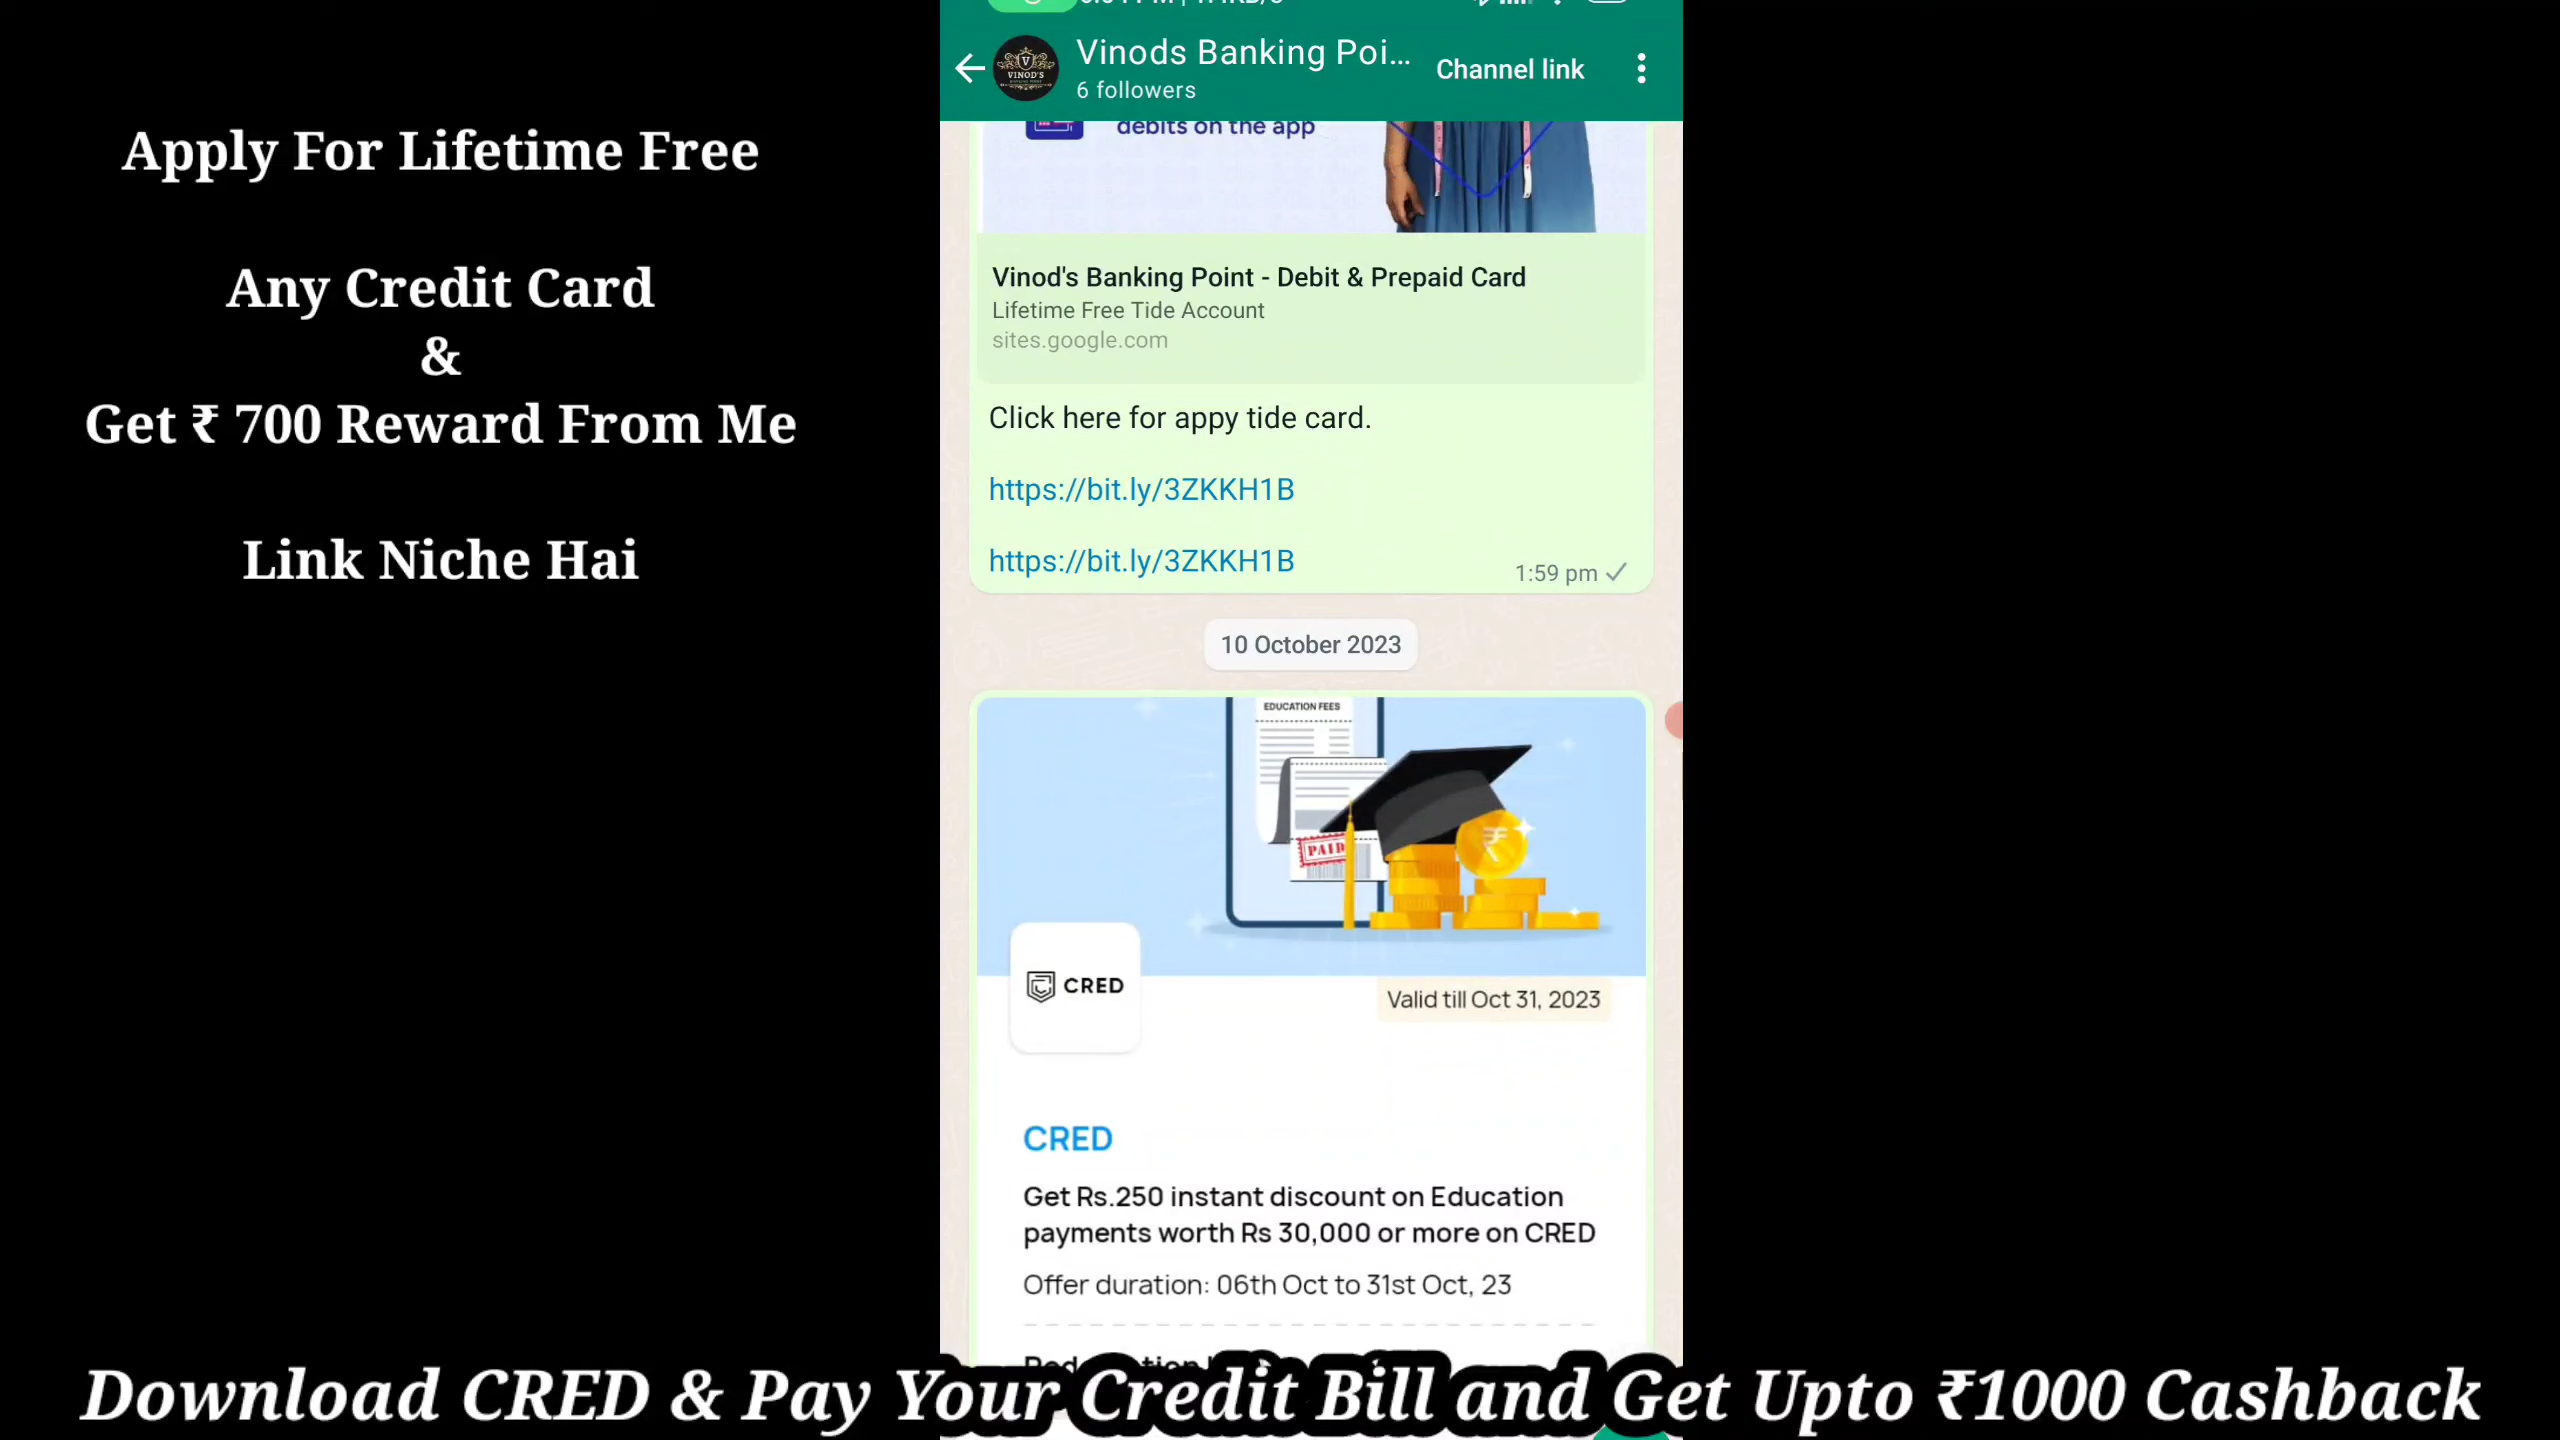 Apply For Lifetime Free
Any Credit Card
&
Get ₹ 700 Reward From Me
Link Niche Hai
Vinods Banking Poi...
6 followers
Channel link
VINOD'S
debits on the app
Vinod's Banking Point - Debit & Prepaid Card
Lifetime Free Tide Account
sites.google.com
Click here for appy tide card.
https://bit.ly/3ZKKH1B
https://bit.ly/3ZKKH1B
1:59 pm
10 October 2023
EDUCATION FEES
PAID
CRED
Valid till Oct 31, 2023
CRED
Get Rs.250 instant discount on Education
payments worth Rs 30,000 or more on CRED
Offer duration: 06th Oct to 31st Oct, 23
Download CRED & Pay Your Credit Bill and Get Upto ₹1000 Cashback